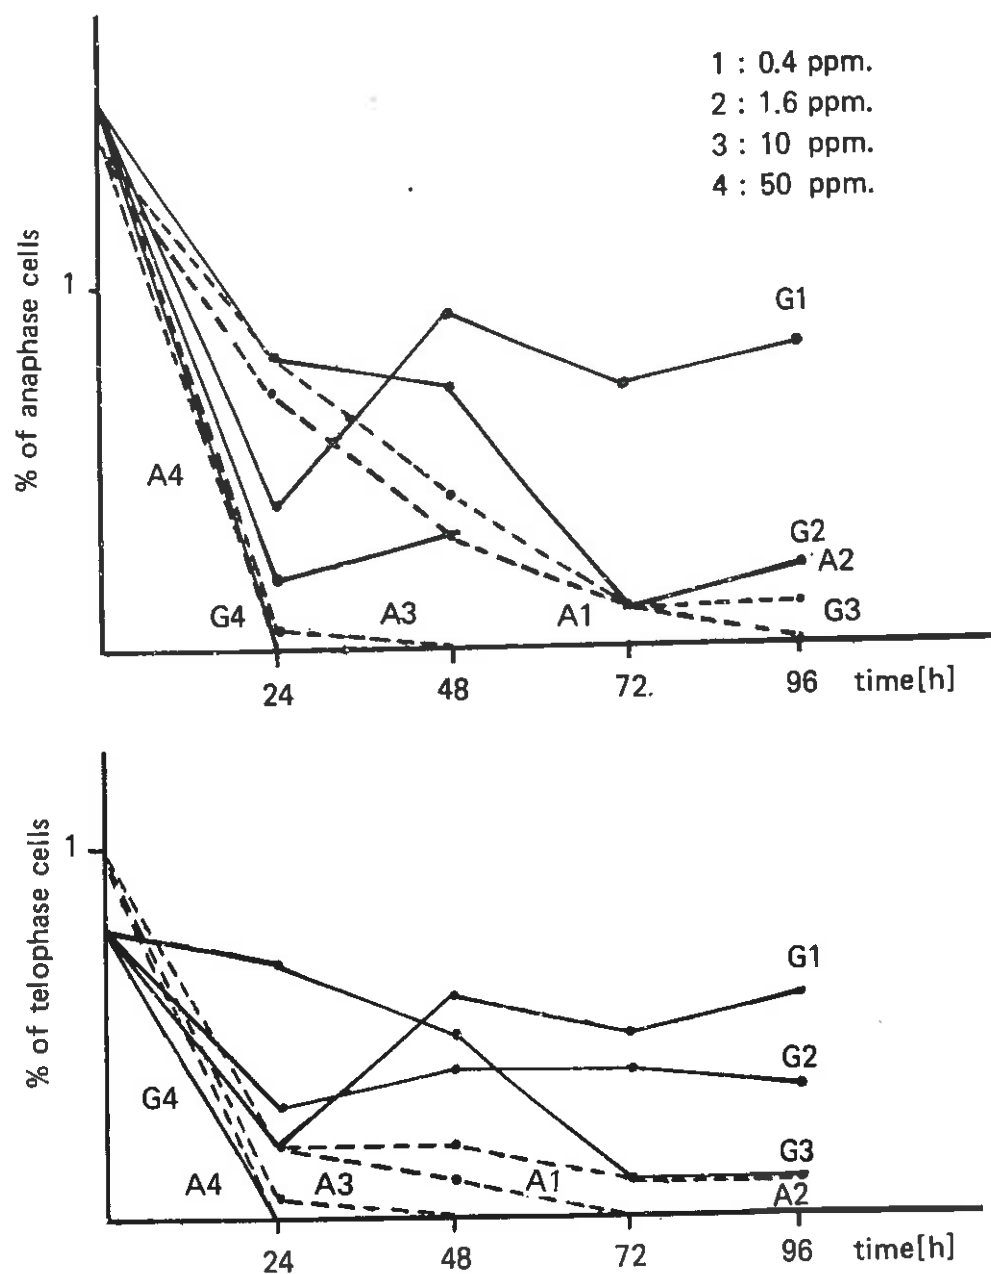 1 : 0.4 ppm.
2 : 1.6 ppm.
3 : 10 ppm.
4 : 50 ppm.
% of anaphase cells
1
G1
A4
G2
A2
G4
A3
A1
G3
24
48
72.
96
time[h]
% of telophase cells
1
G1
G2
G4
G3
A4
A3
A1
A2
24
48
72
96
time[h]